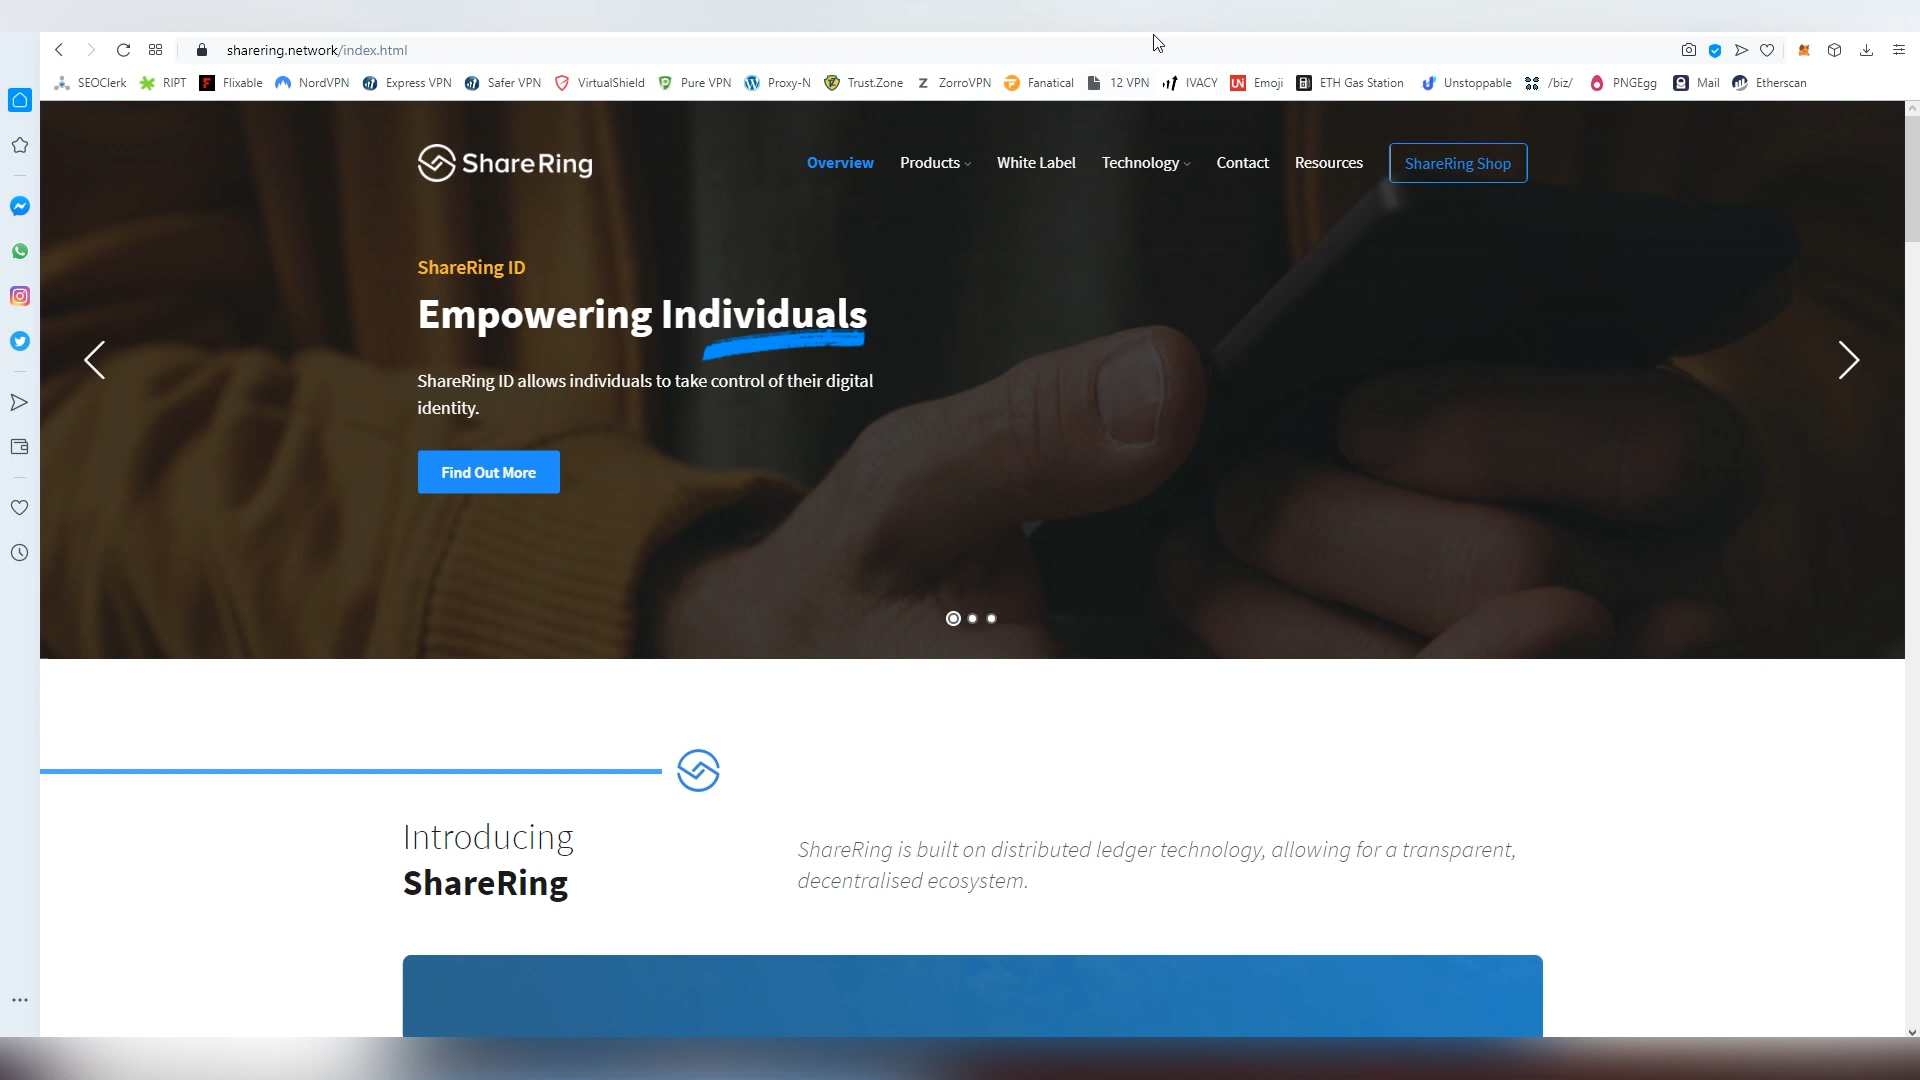 sharering.network/index.html
SEOClerk RIPT Flixable NordVPN Express VPN Safer VPN VirtualShield Pure VPN Proxy-N Trust.Zone ZorroVPN Fanatical 12 VPN IVACY Emoji ETH Gas Station Unstoppable /biz/ PNGEgg Mail Etherscan
ShareRing Overview Products White Label Technology Contact Resources ShareRing Shop
ShareRing ID
Empowering Individuals
ShareRing ID allows individuals to take control of their digital
identity.
Find Out More
Introducing
ShareRing
ShareRing is built on distributed ledger technology, allowing for a transparent,
decentralised ecosystem.